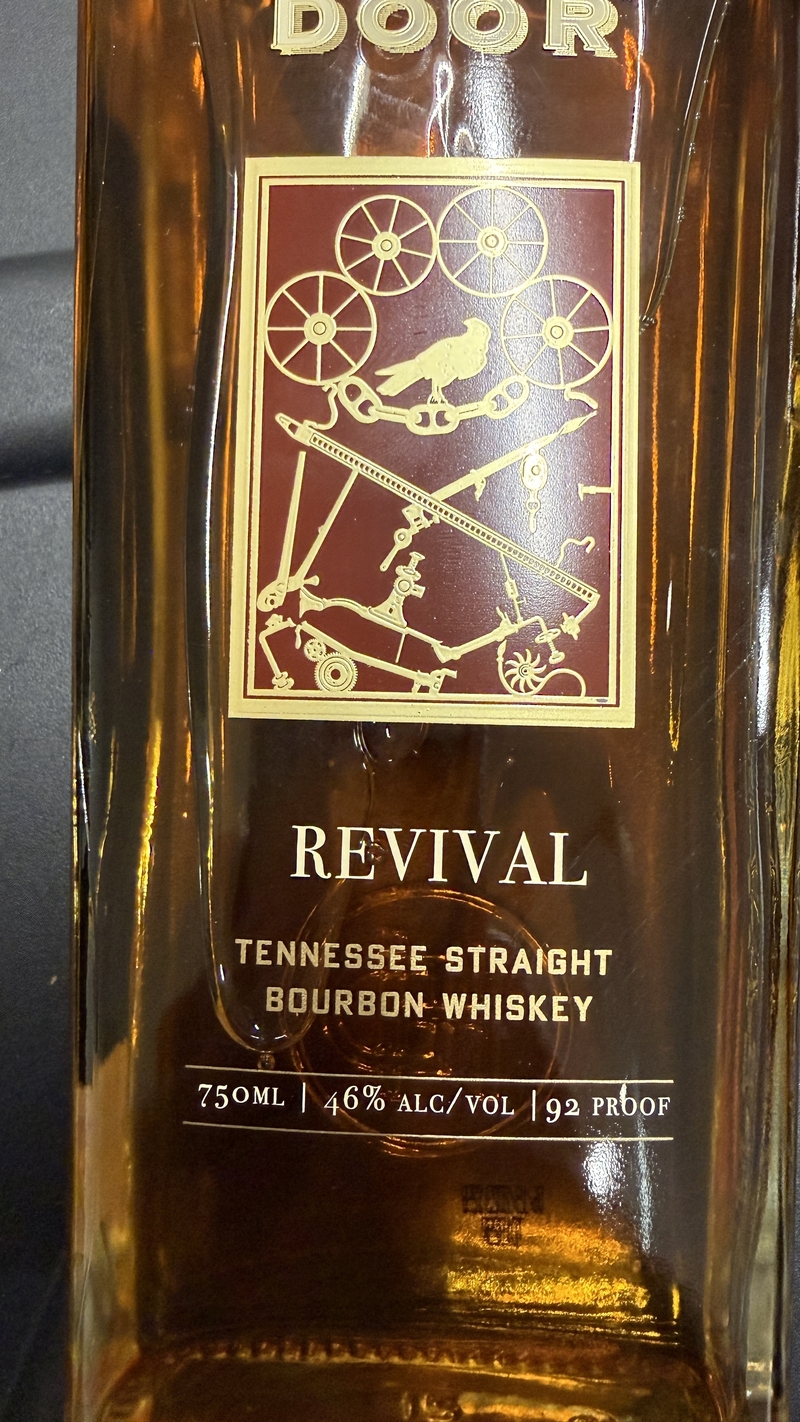 DOOR
REVIVAL
TENNESSEE STRAIGHT
BOURBON WHISKEY
750ML | 46% ALC/VOL | 92 PROOF